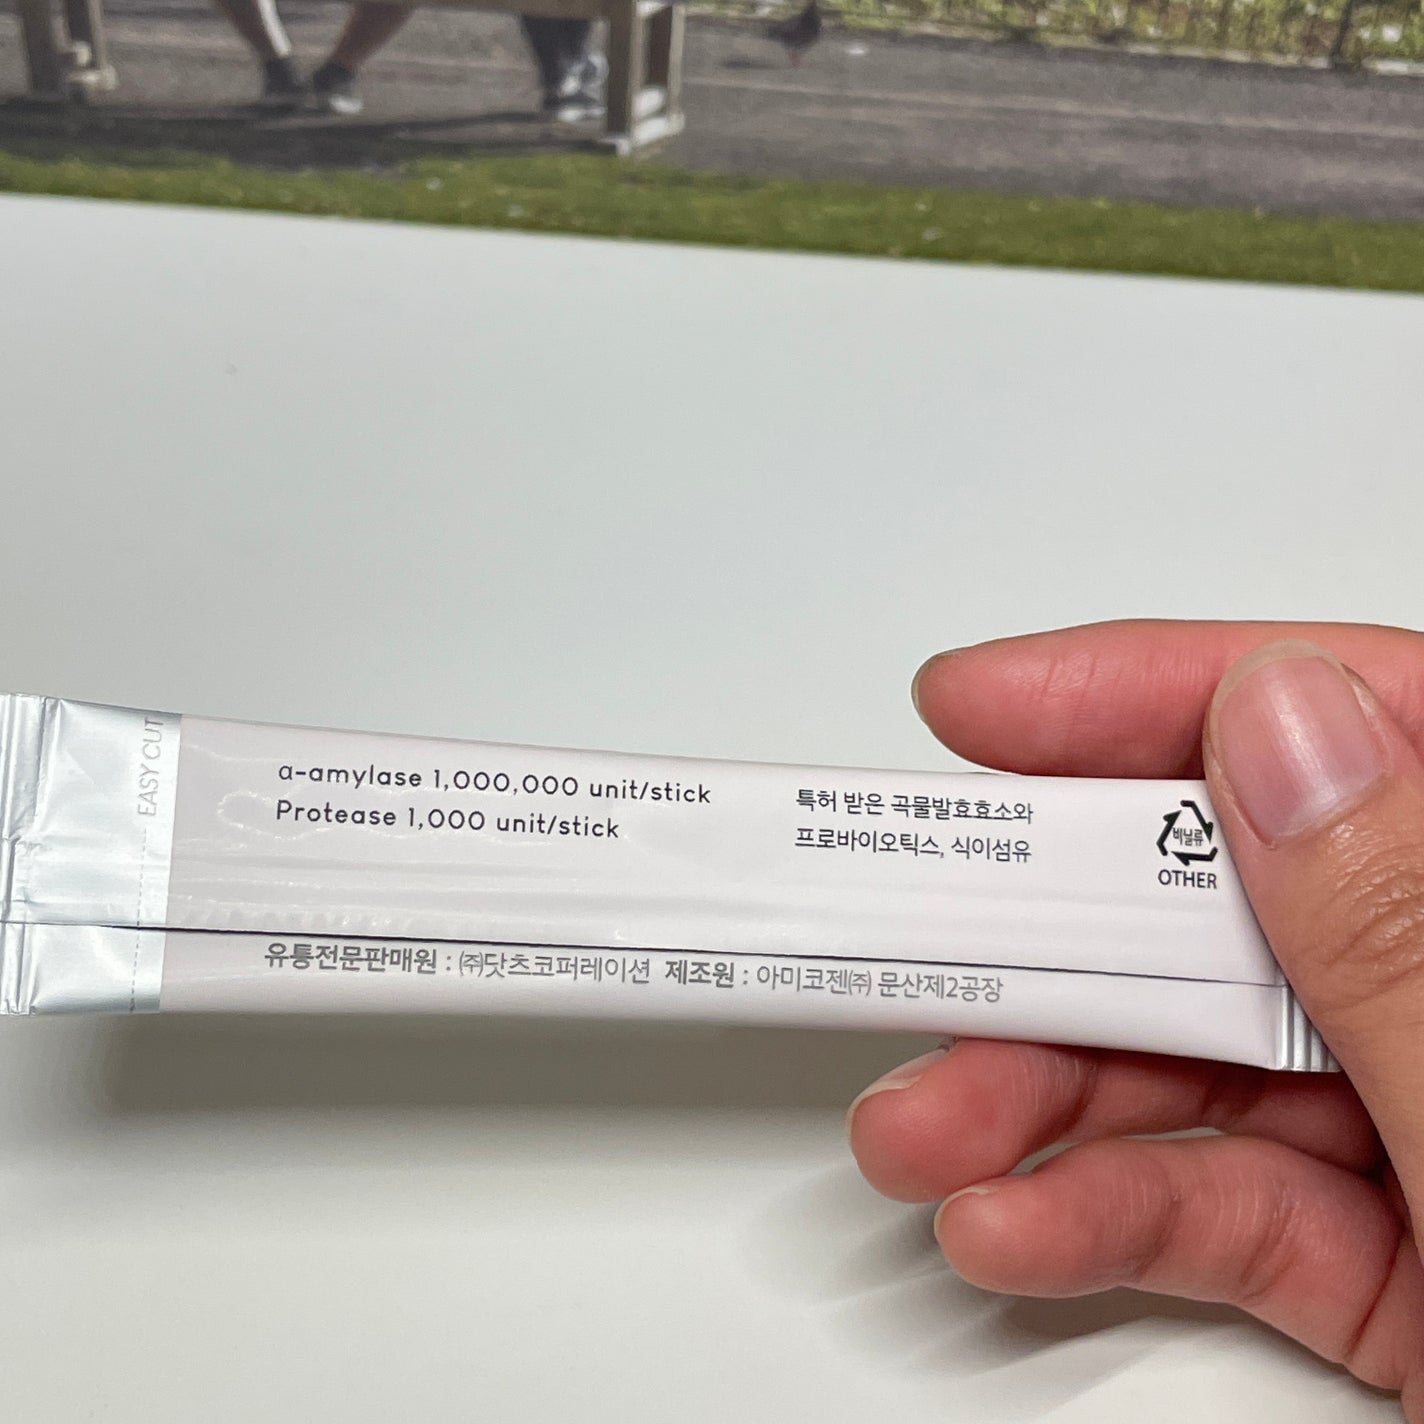 EASY CUT
α-amylase 1,000,000 unit/stick
Protease 1,000 unit/stick
특허 받은 곡물발효효소와
프로바이오틱스, 식이섬유
비닐류
OTHER
유통전문판매원 : ㈜닷츠코퍼레이션 제조원 : 아미코젠㈜ 문산제2공장